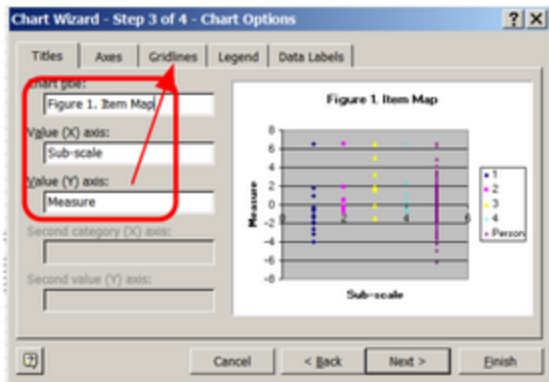 Chart Wizard - Step 3 of 4 - Chart Options
Titles Axes Gridlines Legend Data Labels
Chart title:
Figure 1. Item Map
Value (X) axis:
Sub-scale
Value (Y) axis:
Measure
Second category (X) axis:
Second value (Y) axis:
Figure 1. Item Map
8
6
4
2
0
-2
-4
-6
-8
0 2 4 6
Measure
Sub-scale
1
2
3
4
Person
Cancel < Back Next > Finish